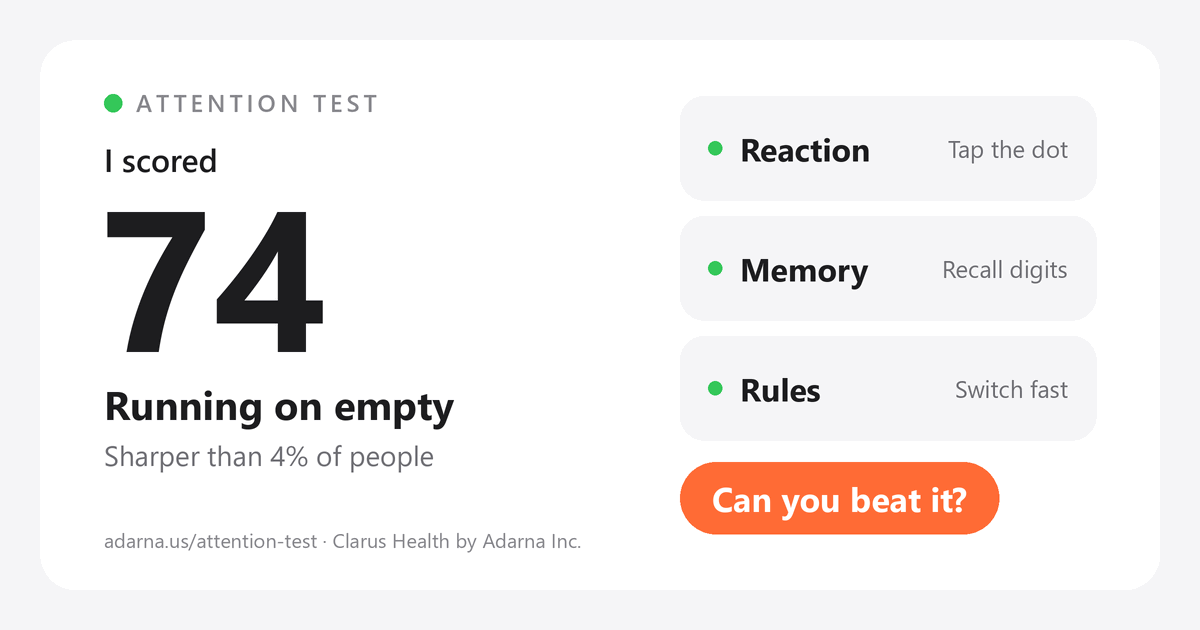 ATTENTION TEST
I scored
74
Running on empty
Sharper than 4% of people
adarna.us/attention-test · Clarus Health by Adarna Inc.
Reaction Tap the dot
Memory Recall digits
Rules Switch fast
Can you beat it?